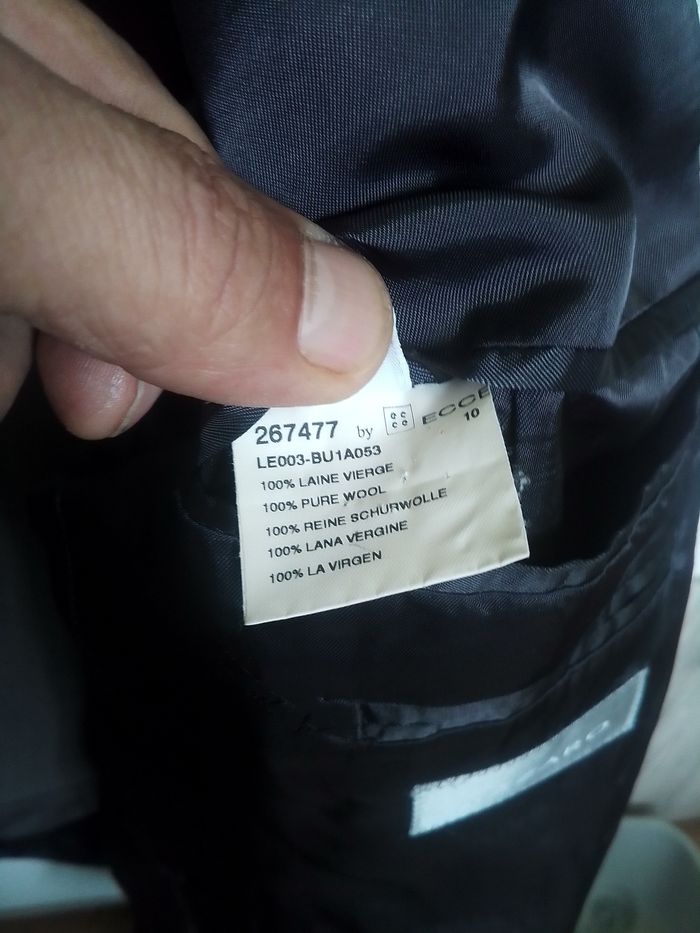 267477 by ECCE
10
LE003-BU1A053
100% LAINE VIERGE
100% PURE WOOL
100% REINE SCHURWOLLE
100% LANA VERGINE
100% LA VIRGEN